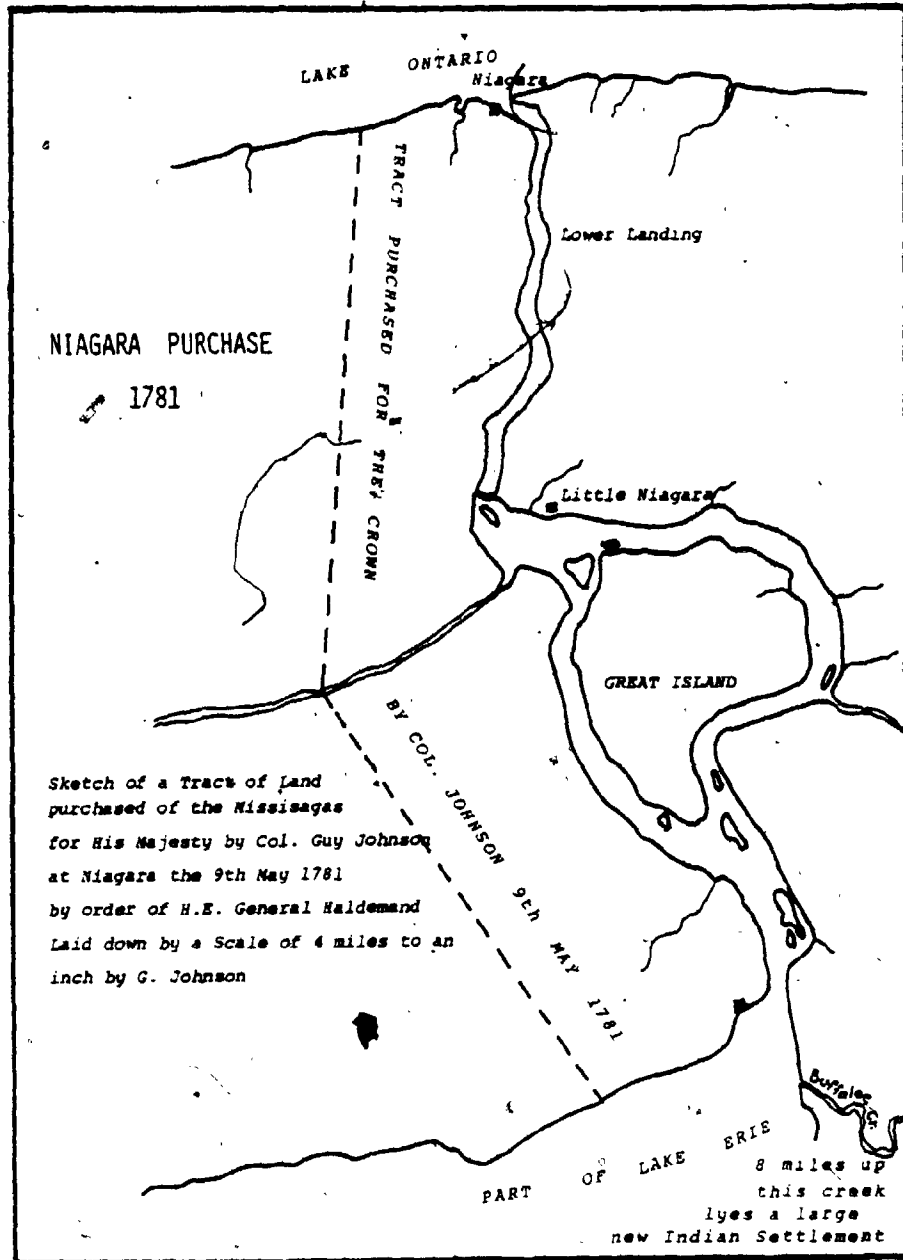 LAKE ONTARIO
Niagara
TRACT PURCHASED FOR THE CROWN
Lower Landing
NIAGARA PURCHASE
1781
Little Niagara
GREAT ISLAND
BY COL. JOHNSON 9th MAY 1781
Sketch of a Tract of Land
purchased of the Missisagas
for His Majesty by Col. Guy Johnson
at Niagara the 9th May 1781
by order of H.E. General Haldemand
Laid down by a Scale of 4 miles to an
inch by G. Johnson
Buffaloe Cr.
PART OF LAKE ERIE
8 miles up
this creek
lyes a large
new Indian Settlement